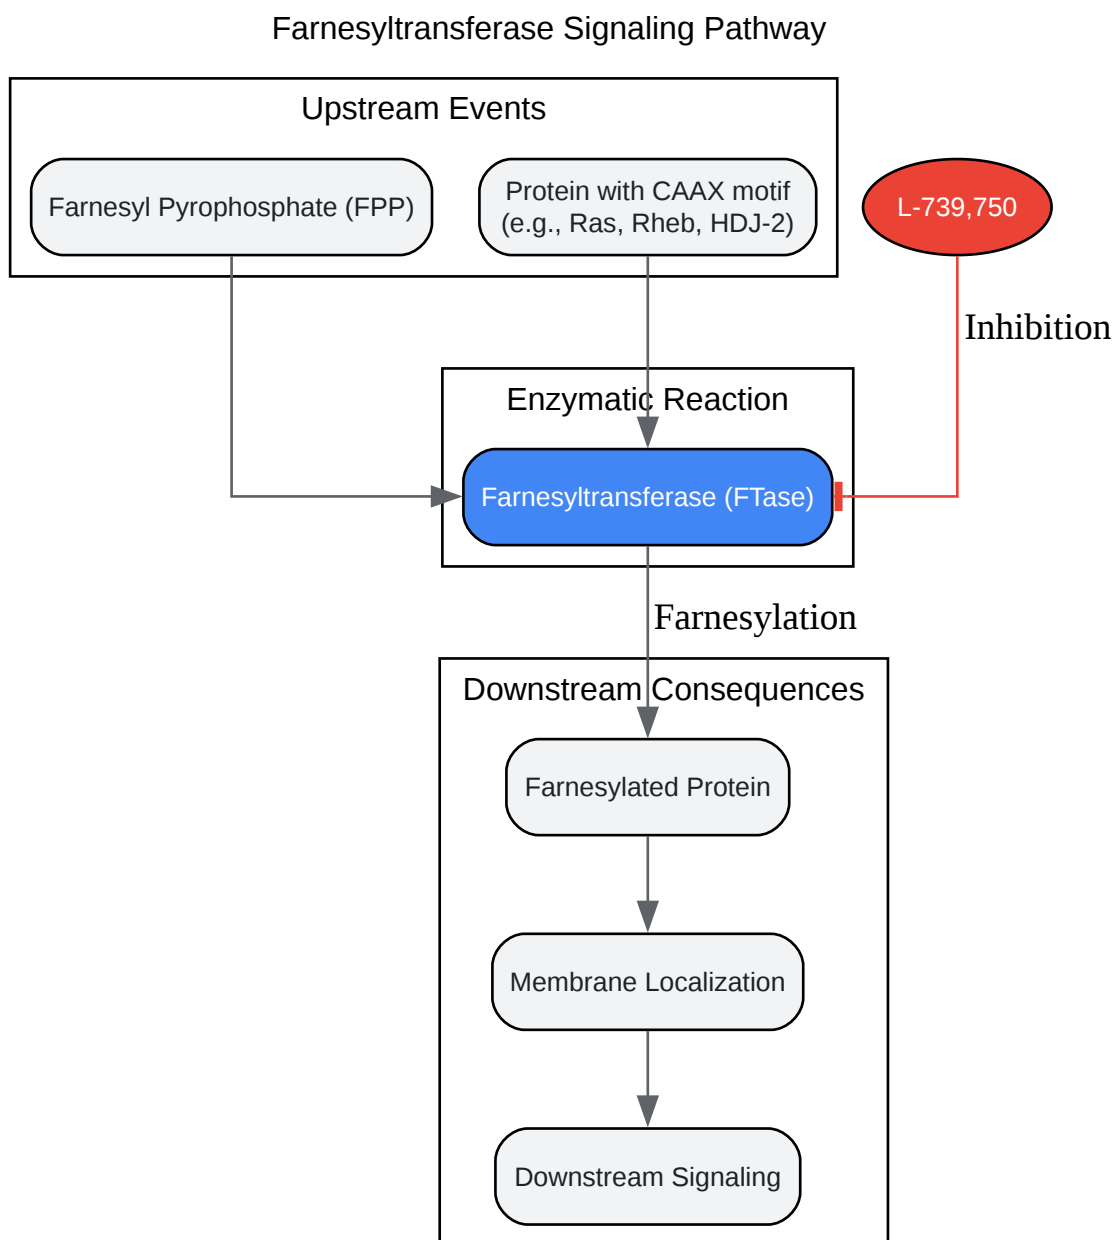 Farnesyltransferase Signaling Pathway
Upstream Events
Farnesyl Pyrophosphate (FPP)
Protein with CAAX motif
(e.g., Ras, Rheb, HDJ-2)
L-739,750
Inhibition
Enzymatic Reaction
Farnesyltransferase (FTase)
Farnesylation
Downstream Consequences
Farnesylated Protein
Membrane Localization
Downstream Signaling